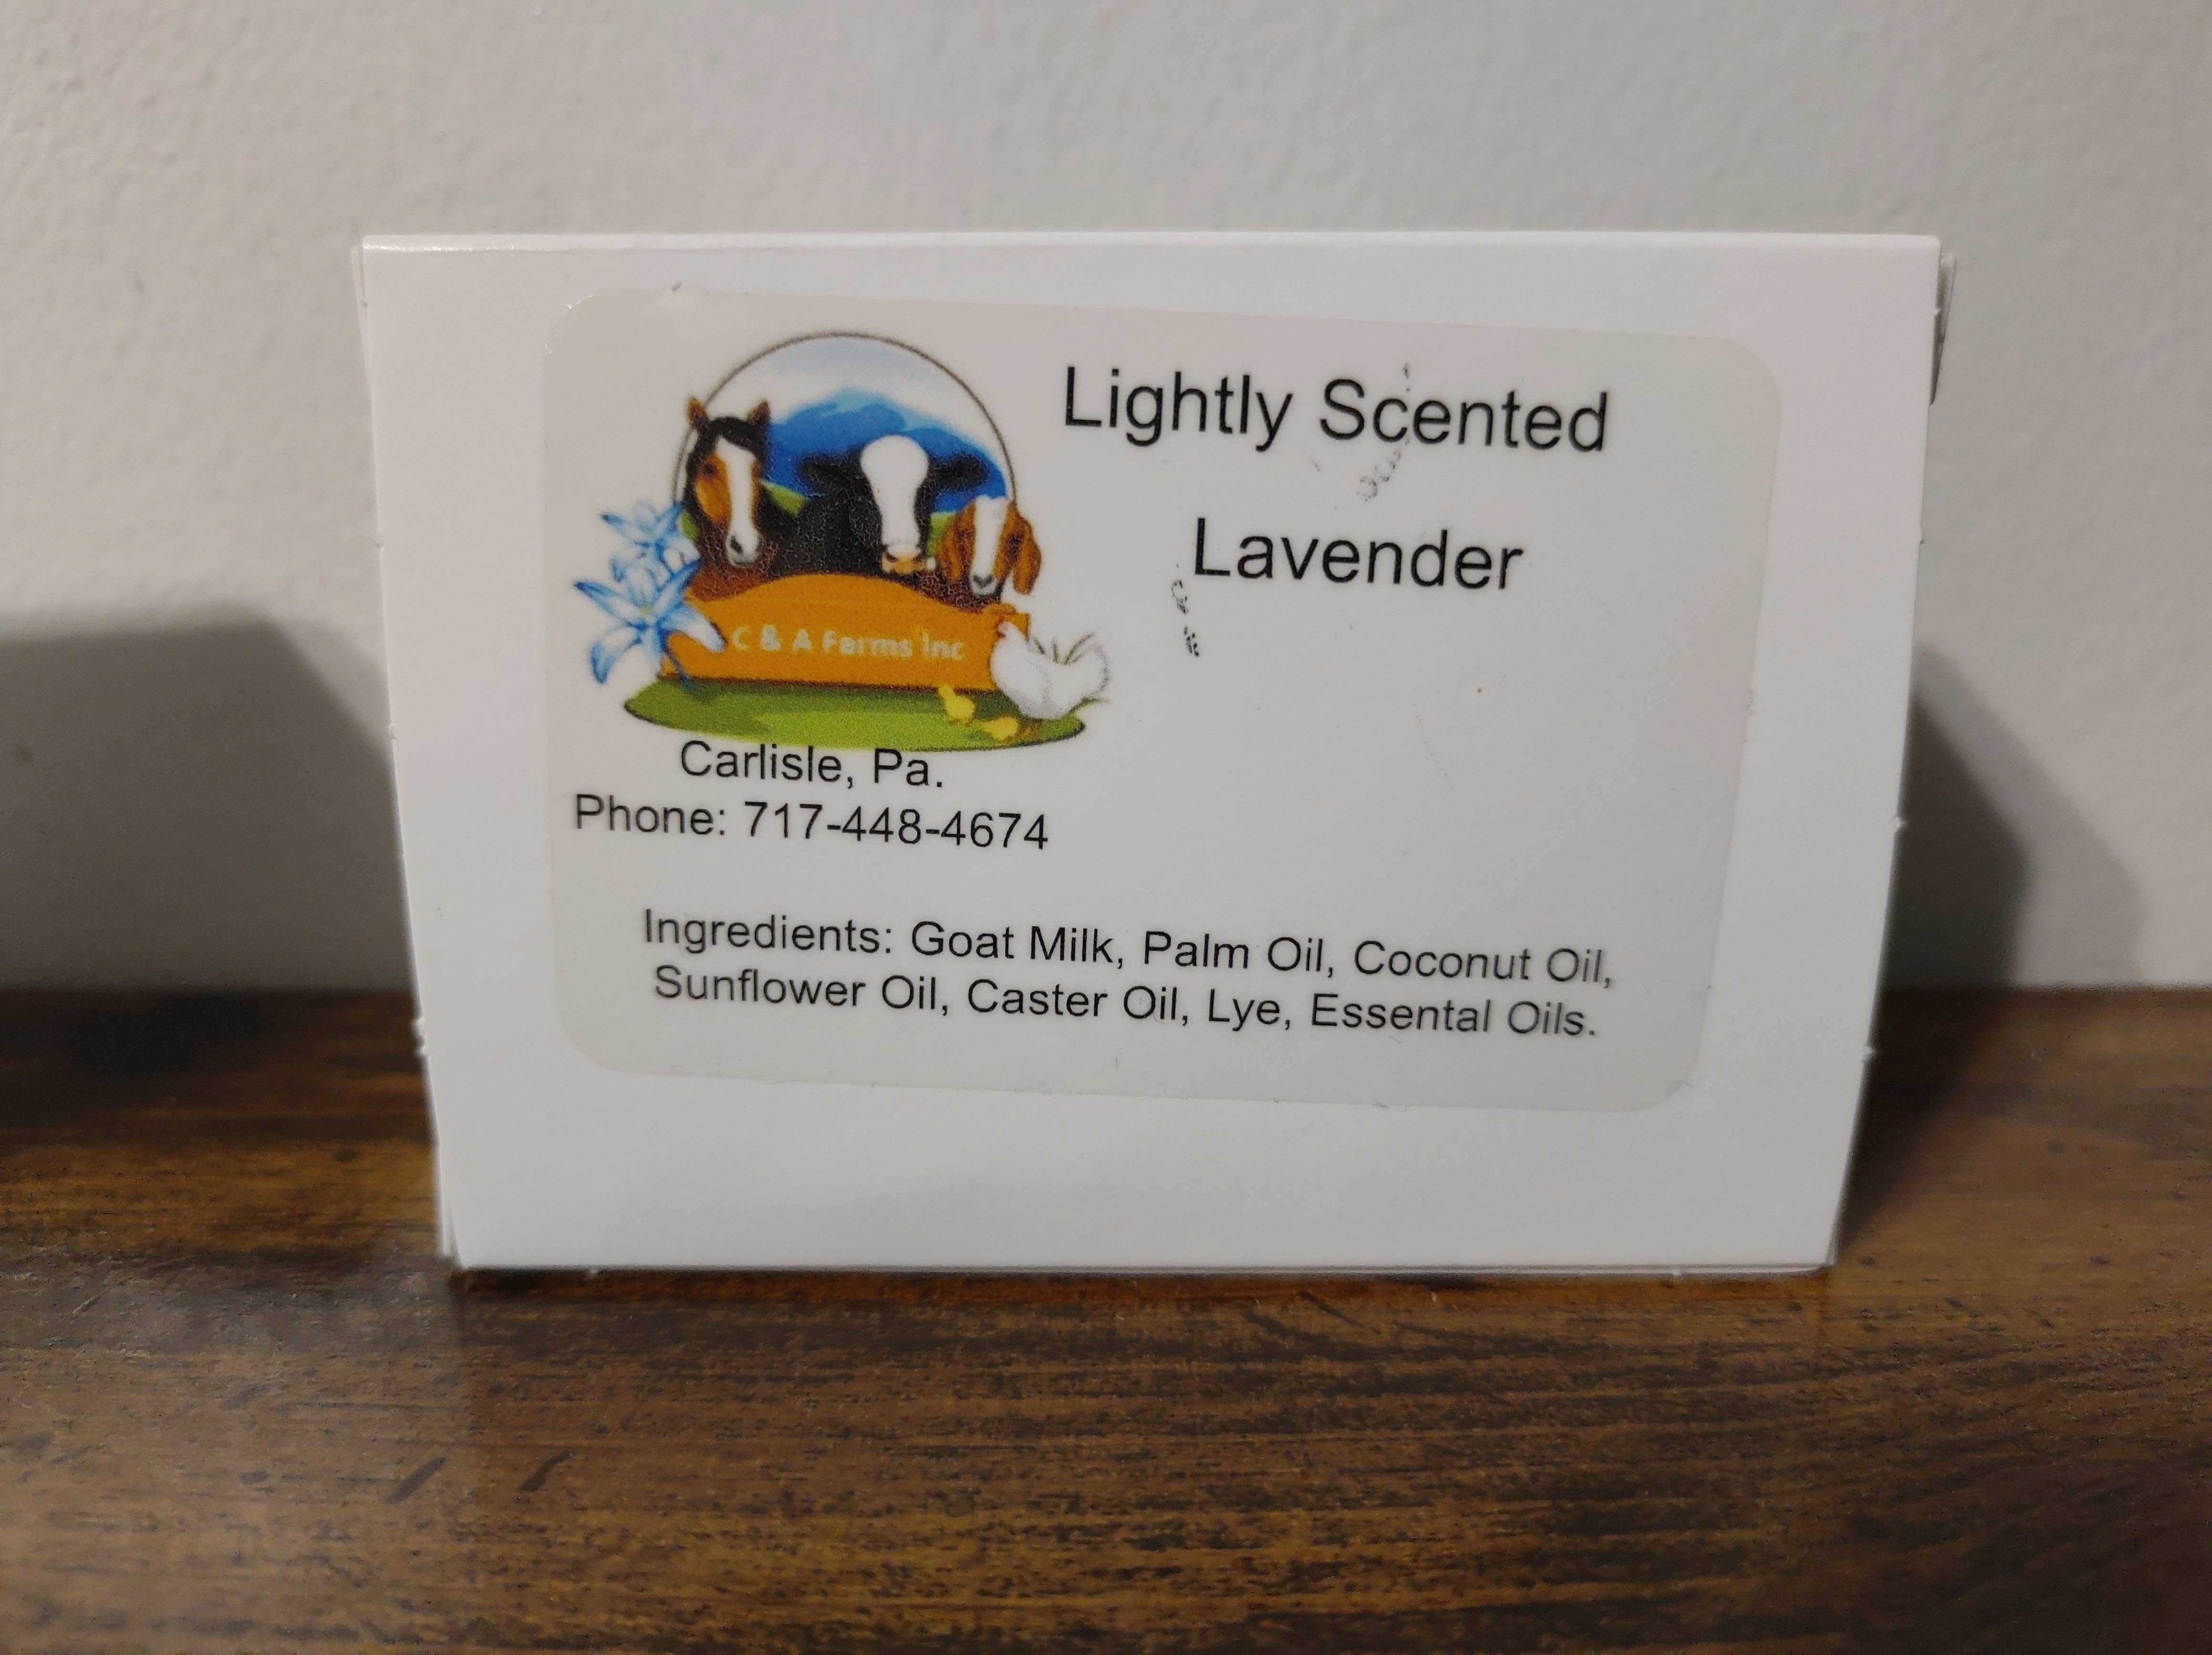 Lightly Scented
Lavender
C & A Farms Inc
Carlisle, Pa.
Phone: 717-448-4674
Ingredients: Goat Milk, Palm Oil, Coconut Oil,
Sunflower Oil, Caster Oil, Lye, Essental Oils.